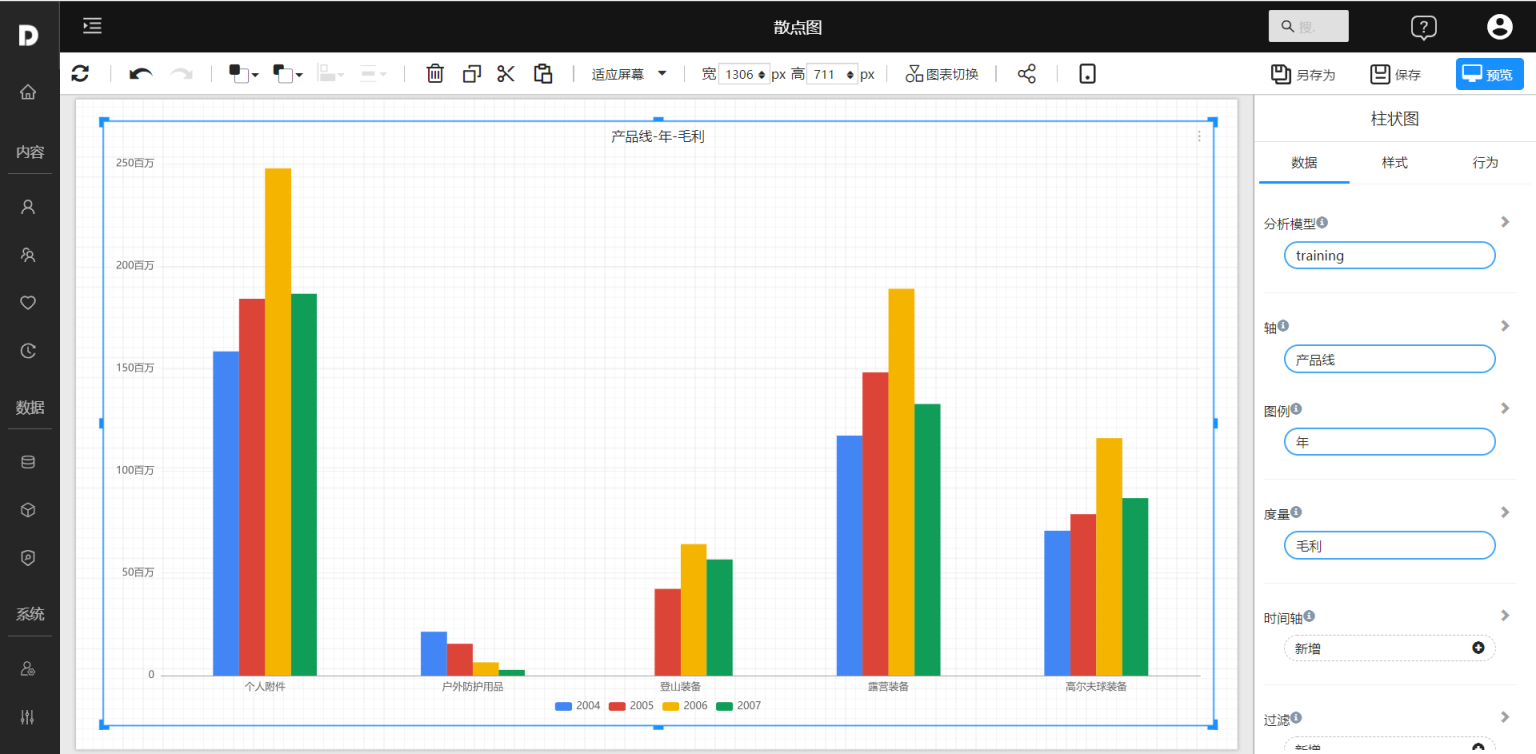 D
散点图
?
搜.
适应屏幕
宽 1306 px 高 711 px
图表切换
另存为
保存
预览
内容
数据
系统
产品线-年-毛利
250百万
200百万
150百万
100百万
50百万
0
个人附件
户外防护用品
登山装备
露营装备
高尔夫球装备
2004 2005 2006 2007
柱状图
数据 样式 行为
分析模型
training
轴
产品线
图例
年
度量
毛利
时间轴
新增
过滤
新增